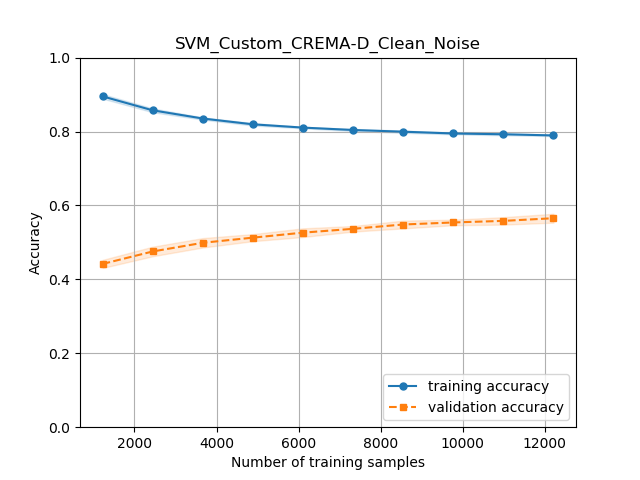 SVM_Custom_CREMA-D_Clean_Noise
1.0
0.8
0.6
0.4
0.2
0.0
Accuracy
training accuracy
validation accuracy
2000 4000 6000 8000 10000 12000
Number of training samples